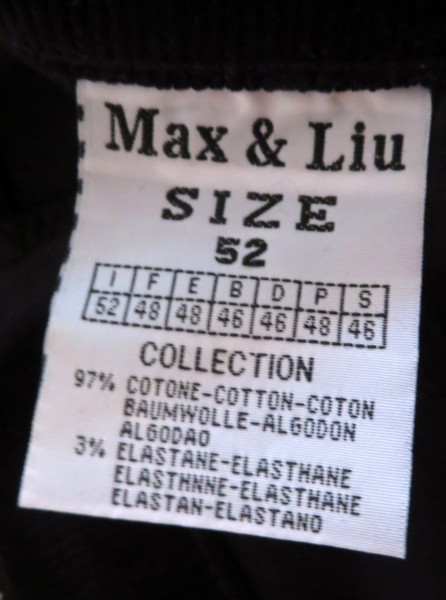 Max & Liu
SIZE
52
I F E B D P S
52 48 48 46 46 48 46
COLLECTION
97% COTONE-COTTON-COTON
BAUMWOLLE-ALGODON
ALGODAO
3% ELASTANE-ELASTHANE
ELASTHNNE-ELASTHANE
ELASTAN-ELASTANO